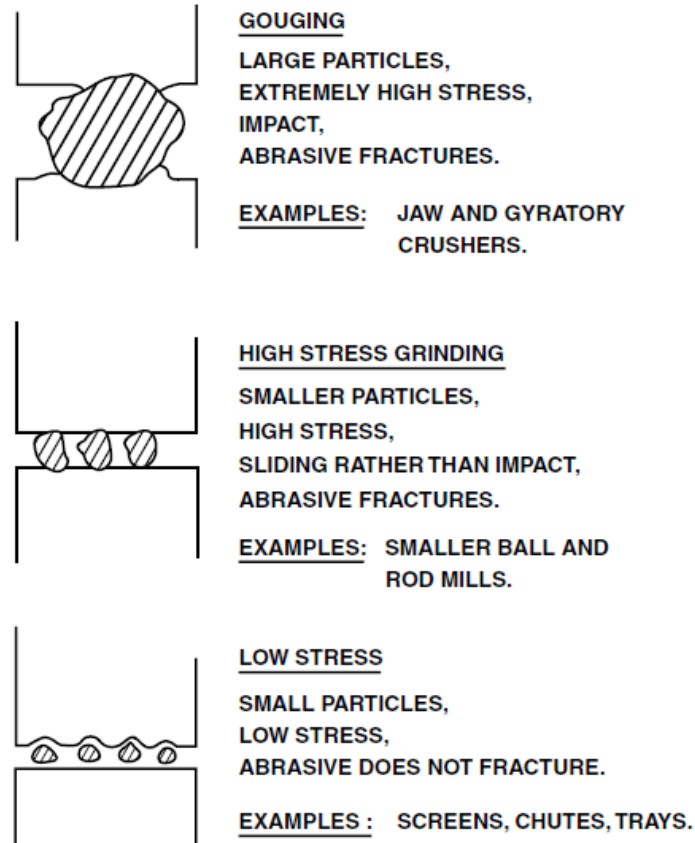 GOUGING
LARGE PARTICLES,
EXTREMELY HIGH STRESS,
IMPACT,
ABRASIVE FRACTURES.
EXAMPLES: JAW AND GYRATORY
CRUSHERS.
HIGH STRESS GRINDING
SMALLER PARTICLES,
HIGH STRESS,
SLIDING RATHER THAN IMPACT,
ABRASIVE FRACTURES.
EXAMPLES: SMALLER BALL AND
ROD MILLS.
LOW STRESS
SMALL PARTICLES,
LOW STRESS,
ABRASIVE DOES NOT FRACTURE.
EXAMPLES : SCREENS, CHUTES, TRAYS.